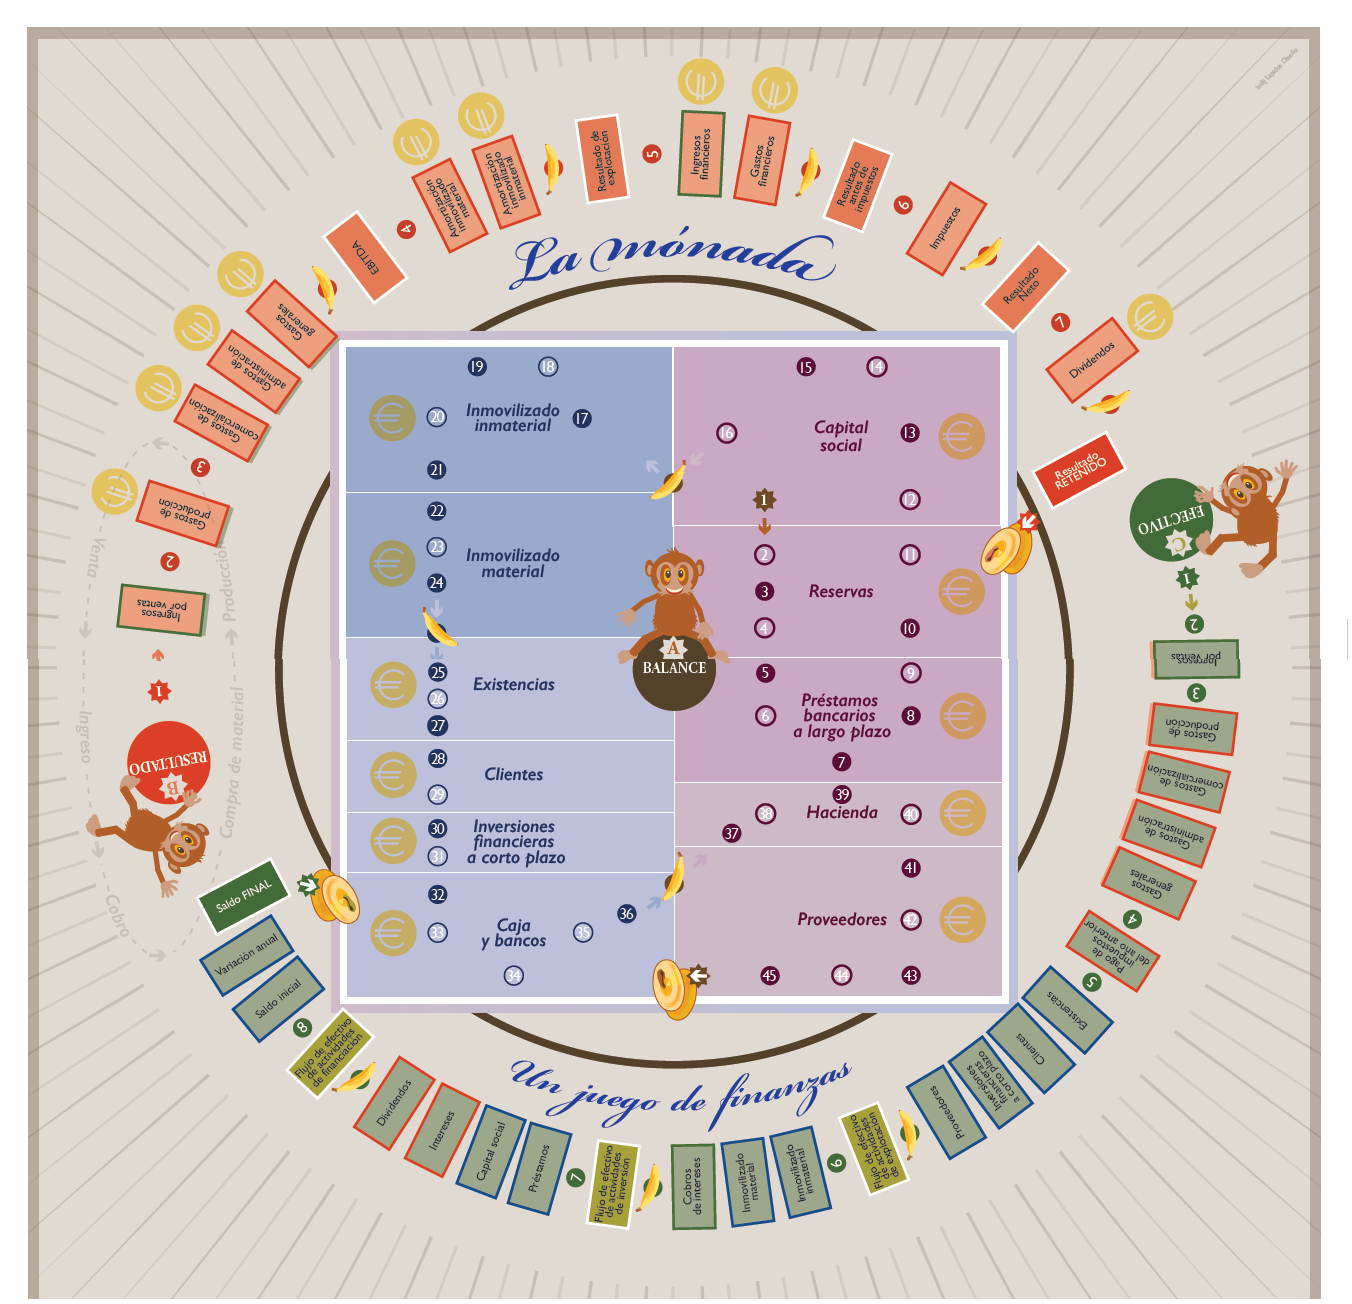 La mónada
Amortización
inmovilizado
material
Amortización
inmovilizado
inmaterial
Resultado de
explotación
5
Ingresos
financieros
Gastos
financieros
Resultado
antes de
impuestos
6
Impuestos
Resultado
Neto
7
Dividendos
Resultado
RETENIDO
4
EBITDA
Gastos
generales
Gastos de
administración
Gastos de
comercialización
3
Gastos de
producción
2
Ingresos
por ventas
1
B
RESULTADO
Venta
Ingreso
Cobro
Compra de material
Producción
19
18
Inmovilizado
inmaterial
20
17
21
22
23
24
Inmovilizado
material
25
26
27
Existencias
28
29
Clientes
30
31
Inversiones
financieras
a corto plazo
32
33
34
35
36
Caja
y bancos
A
BALANCE
15
14
16
13
12
Capital
social
1
2
3
4
11
10
Reservas
5
6
7
8
9
Préstamos
bancarios
a largo plazo
39
38
37
40
Hacienda
41
42
43
44
45
Proveedores
EFECTIVO
C
1
2
Ingresos
por ventas
3
Gastos de
producción
Gastos de
comercialización
Gastos de
administración
Gastos
generales
4
Pago de
impuestos
del año anterior
5
Existencias
Clientes
Inversiones
financieras
a corto plazo
Proveedores
Flujo de efectivo
de actividades
de explotación
6
Inmovilizado
inmaterial
Inmovilizado
material
Cobros
de intereses
Flujo de efectivo
de actividades
de inversión
7
Préstamos
Capital social
Intereses
Dividendos
Flujo de efectivo
de actividades
de financiación
8
Saldo inicial
Variación anual
Saldo FINAL
Un juego de finanzas